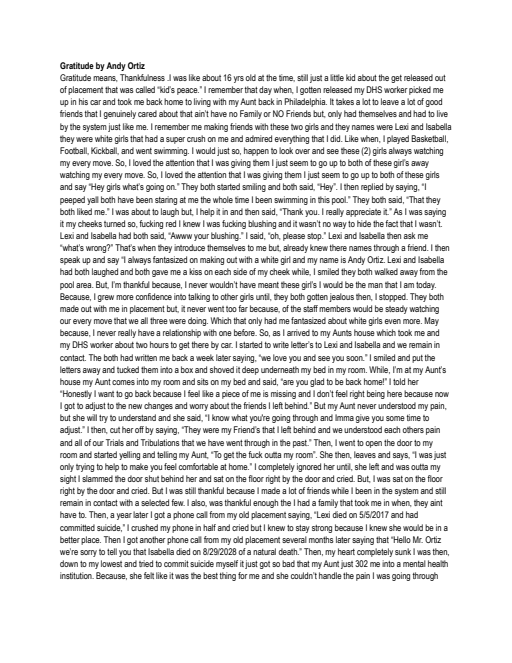 Gratitude by Andy Ortiz
Gratitude means, Thankfulness .I was like about 16 yrs old at the time, still just a little kid about the get released out
of placement that was called “kid's peace.” I remember that day when, I gotten released my DHS worker picked me
up in his car and took me back home to living with my Aunt back in Philadelphia. It takes a lot to leave a lot of good
friends that I genuinely cared about that ain't have no Family or NO Friends but, only had themselves and had to live
by the system just like me. I remember me making friends with these two girls and they names were Lexi and Isabella
they were white girls that had a super crush on me and admired everything that I did. Like when, I played Basketball,
Football, Kickball, and went swimming. I would just so, happen to look over and see these (2) girls always watching
my every move. So, I loved the attention that I was giving them I just seem to go up to both of these girl's away
watching my every move. So, I loved the attention that I was giving them I just seem to go up to both of these girls
and say “Hey girls what's going on.” They both started smiling and both said, “Hey”. I then replied by saying, “I
peeped yall both have been staring at me the whole time I been swimming in this pool.” They both said, “That
they both liked me.” I was about to laugh but, I help it in and then said, “Thank you. I really appreciate it.” As I was saying
it my cheeks turned so, fucking red I knew I was fucking blushing and it wasn't no way to hide the fact that I wasn't.
Lexi and Isabella had both said, “Awww your blushing.” I said, “oh, please stop.” Lexi and Isabella then ask me
“what's wrong?” That's when they introduce themselves to me but, already knew there names through a friend. I then
speak up and say “I always fantasized on making out with a white girl and my name is Andy Ortiz. Lexi and Isabella
had both laughed and both gave me a kiss on each side of my cheek while, I smiled they both walked away from the
pool area. But, I'm thankful because, I never wouldn't have meant these girl's I would be the man that I am today.
Because, I grew more confidence into talking to other girls until, they both gotten jealous then, I stopped. They both
made out with me in placement but, it never went too far because, of the staff members would be steady watching
our every move that we all three were doing. Which that only had me fantasized about white girls even more. May
because, I never really have a relationship with one before. So, as I arrived to my Aunts house which took me and
my DHS worker about two hours to get there by car. I started to write letter's to Lexi and Isabella and we remain in
contact. The both had written me back a week later saying, “we love you and see you soon.” I smiled and put the
letters away and tucked them into a box and shoved it deep underneath my bed in my room. While, I'm at my Aunt's
house my Aunt comes into my room and sits on my bed and said, “are you glad to be back home!” I told her
“Honestly I want to go back because I feel like a piece of me is missing and I don't feel right being here because now
I got to adjust to the new changes and worry about the friends I left behind.” But my Aunt never understood my pain,
but she will try to understand and she said, “I know what you're going through and Imma give you some time to
adjust.” I then, cut her off by saying, “They were my Friend's that I left behind and we understood each others pain
and all of our Trials and Tribulations that we have went through in the past.” Then, I went to open the door to my
room and started yelling and telling my Aunt, “To get the fuck outta my room”. She then, leaves and says, “I was just
only trying to help to make you feel comfortable at home.” I completely ignored her until, she left and was outta my
sight I slammed the door shut behind her and sat on the floor right by the door and cried. But, I was sat on the floor
right by the door and cried. But I was still thankful because I made a lot of friends while I been in the system and still
remain in contact with a selected few. I also, was thankful enough the I had a family that took me in when, they aint
have to. Then, a year later I got a phone call from my old placement saying, “Lexi died on 5/5/2017 and had
committed suicide,” I crushed my phone in half and cried but I knew to stay strong because I knew she would be in a
better place. Then I got another phone call from my old placement several months later saying that “Hello Mr. Ortiz
we're sorry to tell you that Isabella died on 8/29/2028 of a natural death.” Then, my heart completely sunk I was then,
down to my lowest and tried to commit suicide myself it just got so bad that my Aunt just 302 me into a mental health
institution. Because, she felt like it was the best thing for me and she couldn't handle the pain I was going through